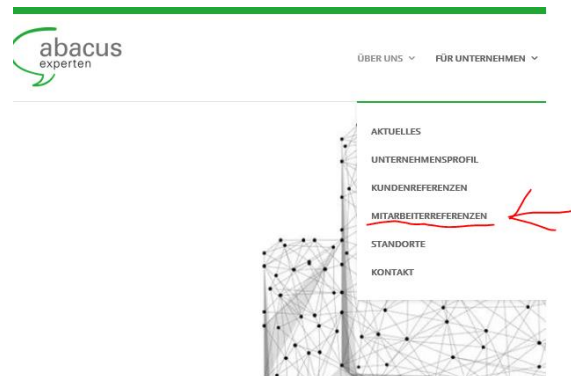 abacus
experten
ÜBER UNS FÜR UNTERNEHMEN
AKTUELLES
UNTERNEHMENSPROFIL
KUNDENREFERENZEN
MITARBEITERREFERENZEN
STANDORTE
KONTAKT